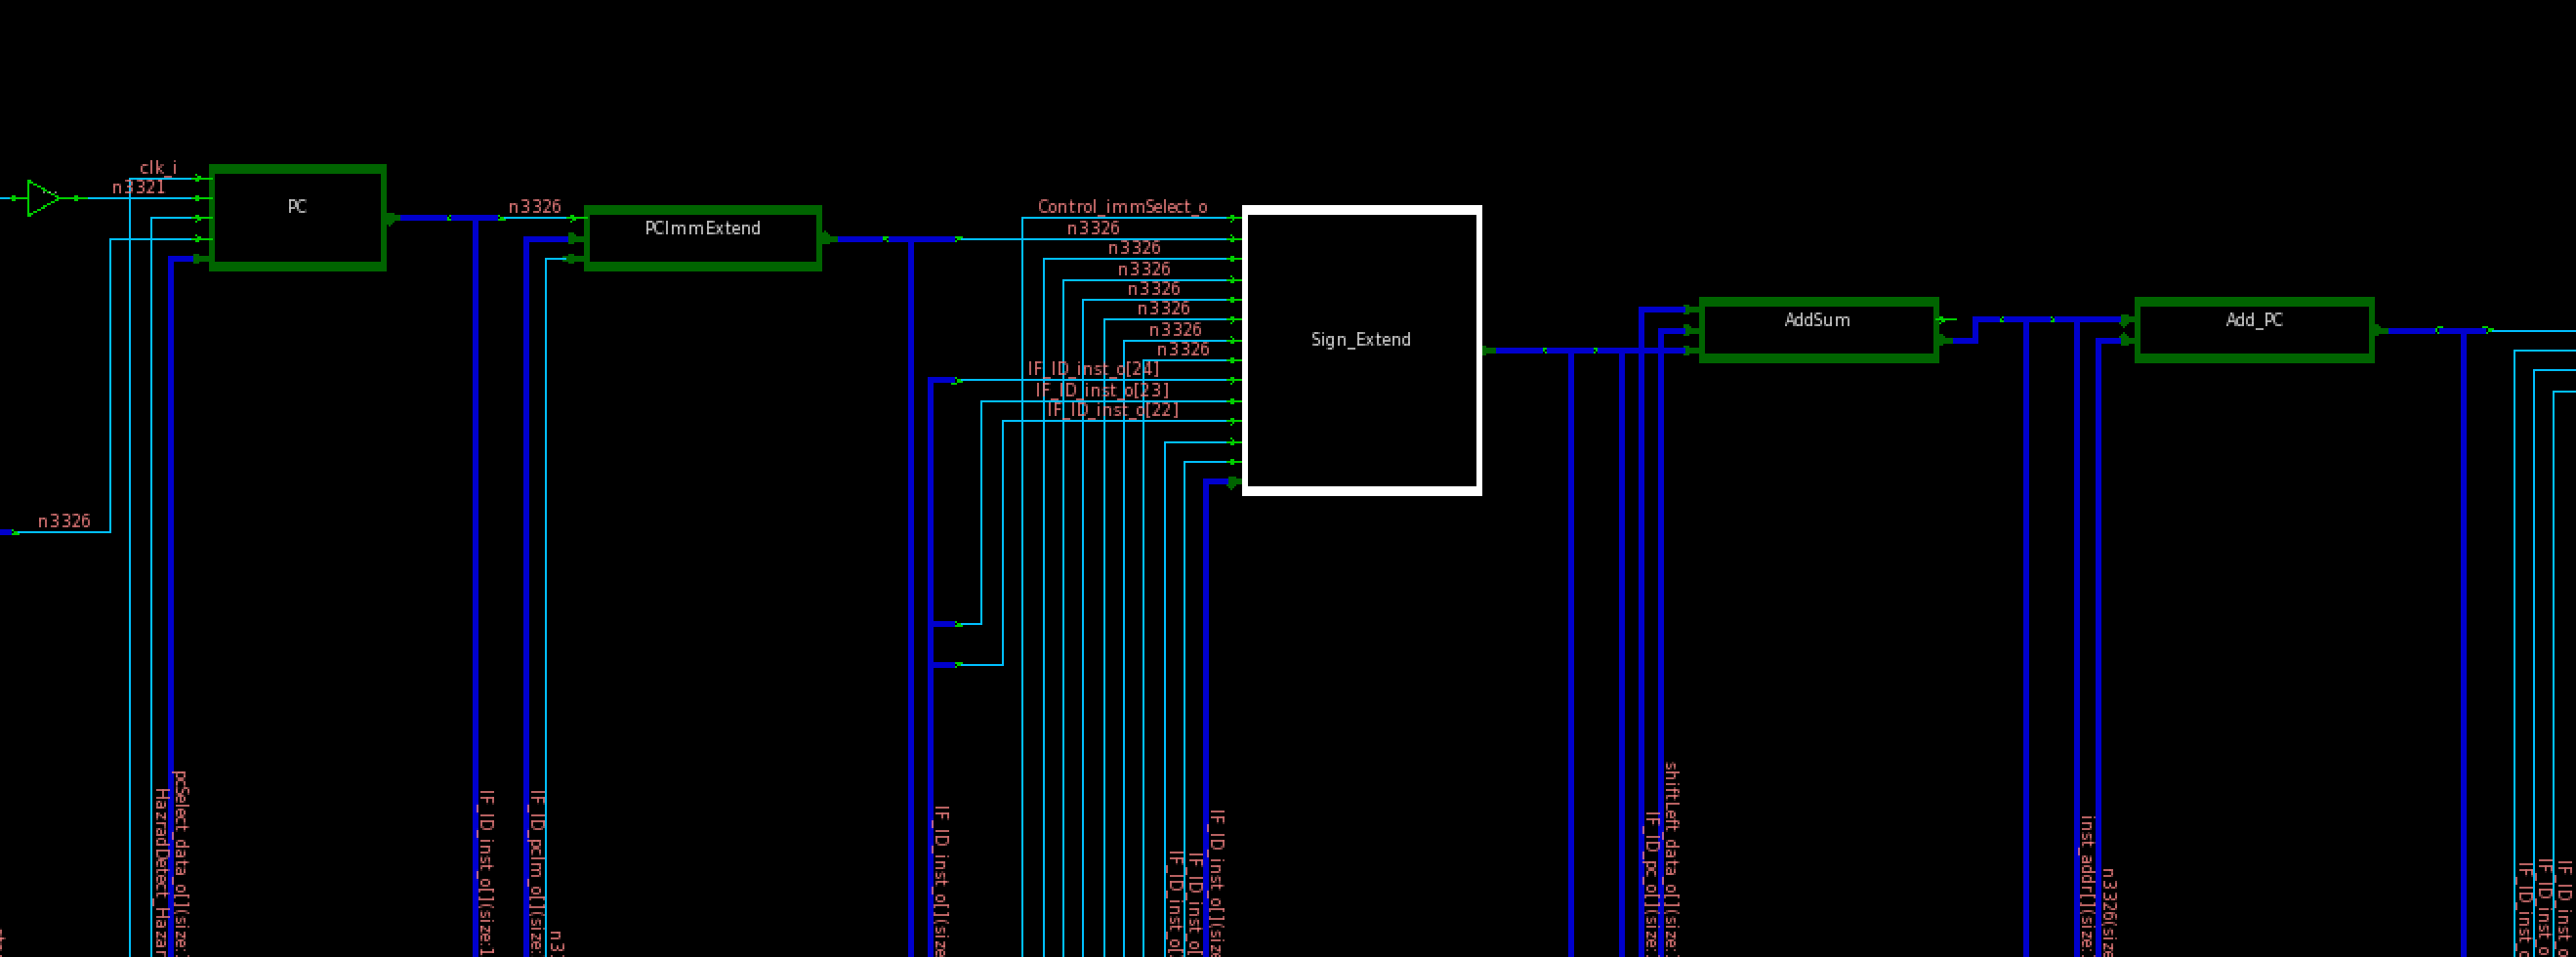 clk_i
n3321
PC
n3326
PCImmExtend
Control_immSelect_o
n3326
n3326
n3326
n3326
n3326
n3326
n3326
IF_ID_inst_o[24]
IF_ID_inst_o[23]
IF_ID_inst_o[22]
Sign_Extend
AddSum
Add_PC
n3326
HazradDetect_Hazar
pcSelect_data_o[](size:
IF_ID_inst_o[](size:1
IF_ID_pcIm_o[](size:
n3
IF_ID_inst_o[](size
IF_ID_inst_o[
IF_ID_inst_o[
IF_ID_inst_o[](size
IF_ID_pc_o[](size:
shiftLeft_data_o[](size:
inst_addr[](size:
n3326(size
IF_ID_inst_o
IF_ID_inst_o
IF_ID_inst_o